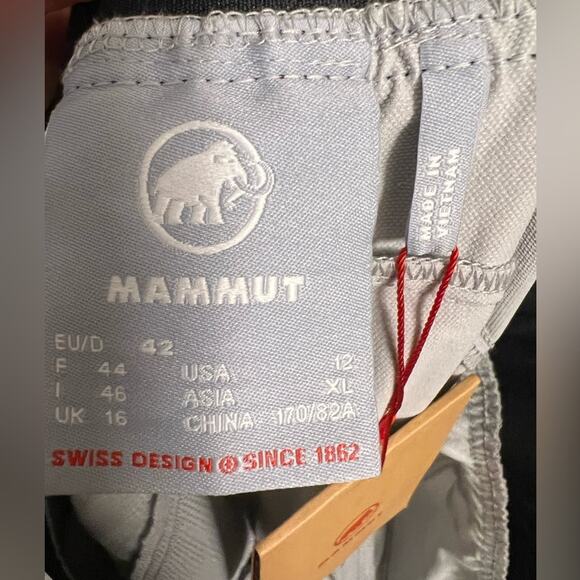 MADE IN
VIETNAM
MAMMUT
EU/D 42
F 44 USA 12
I 46 ASIA XL
UK 16 CHINA 170/82A
SWISS DESIGN SINCE 1862
MAMMUT